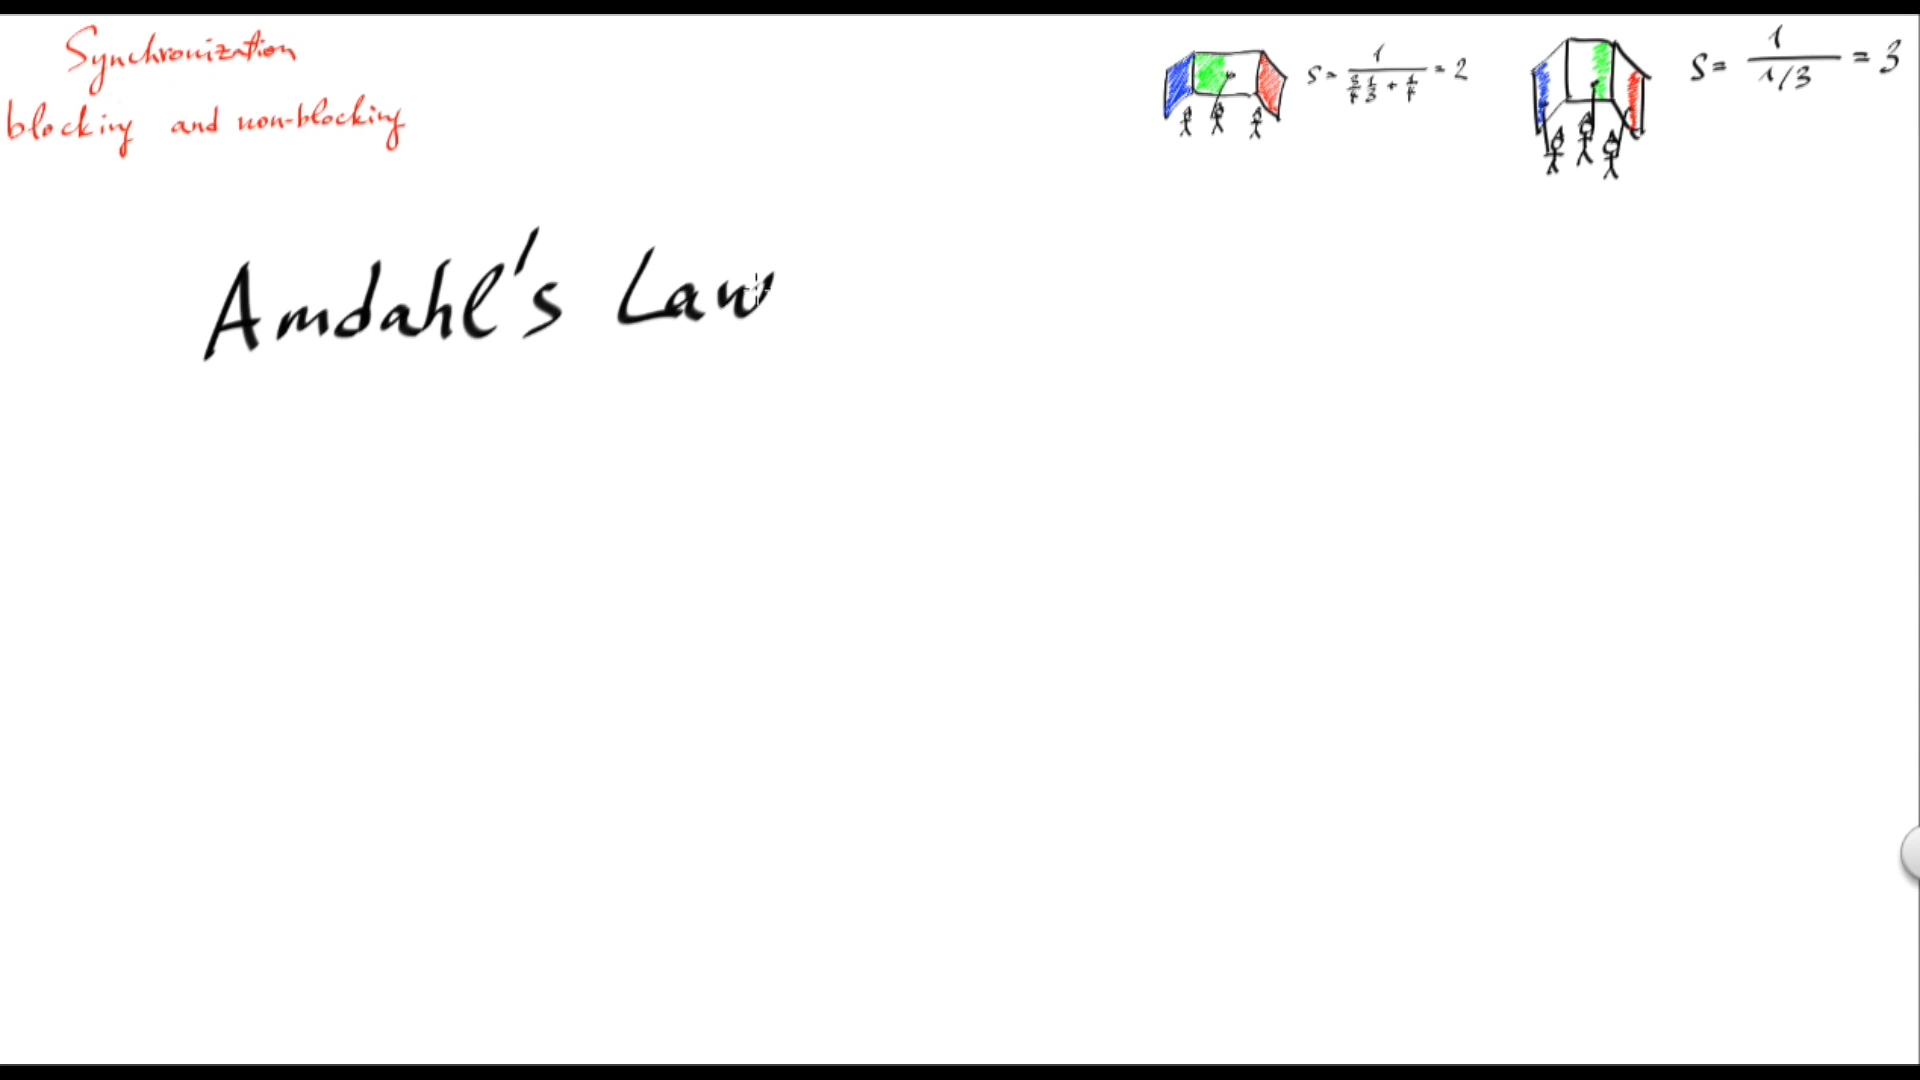 Synchronization
blocking and non-blocking
S = 1 / (3/4 1/3 + 1/4) = 2
S = 1 / (1/3) = 3
Amdahl's Law